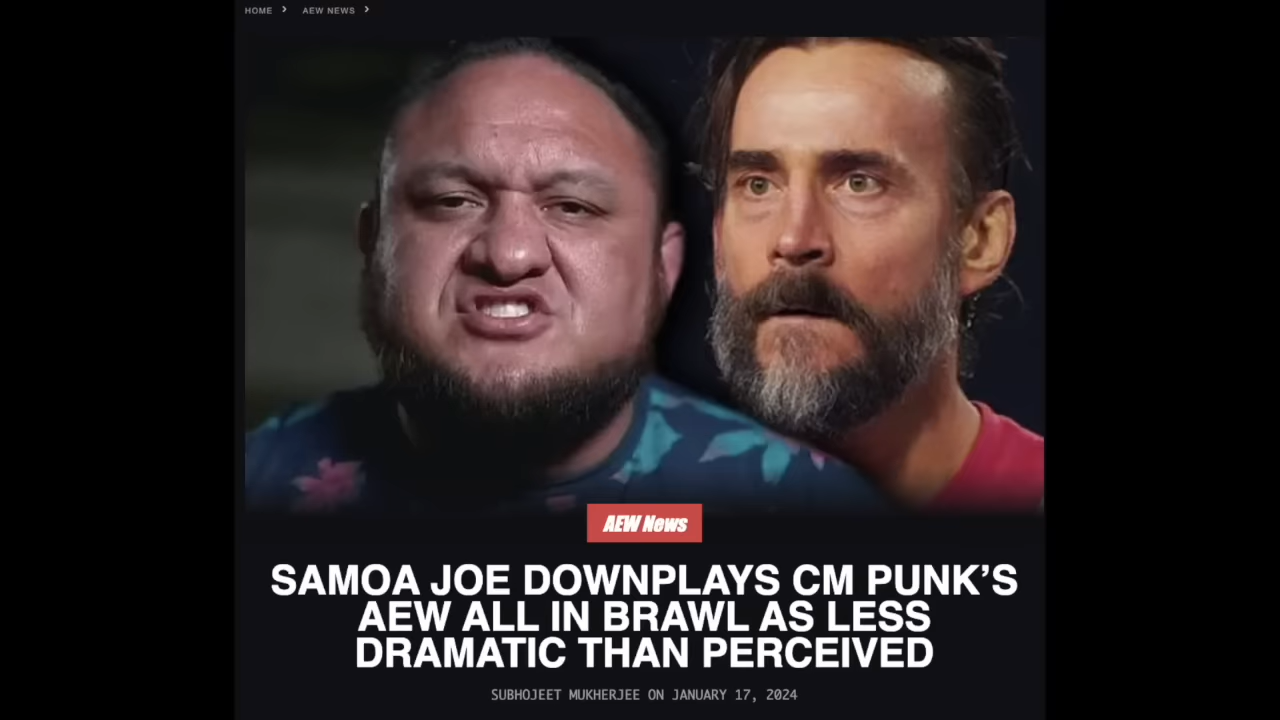 HOME > AEW NEWS >
AEW News
SAMOA JOE DOWNPLAYS CM PUNK'S
AEW ALL IN BRAWL AS LESS
DRAMATIC THAN PERCEIVED
SUBHOJEET MUKHERJEE ON JANUARY 17, 2024